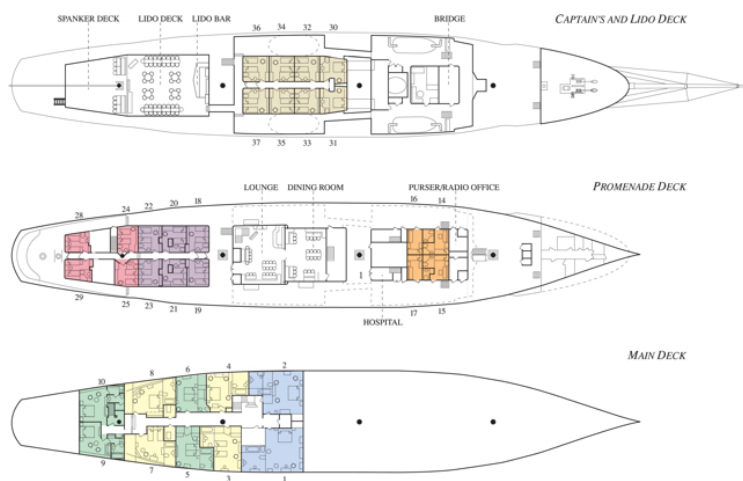 SPANKER DECK LIDO DECK LIDO BAR BRIDGE CAPTAIN'S AND LIDO DECK
36 34 32 30
37 35 33 31
LOUNGE DINING ROOM PURSER/RADIO OFFICE PROMENADE DECK
28 24 22 20 18 16 14
1
29 25 23 21 19 17 15
HOSPITAL
MAIN DECK
10 8 6 4 2
9 7 5 3 1